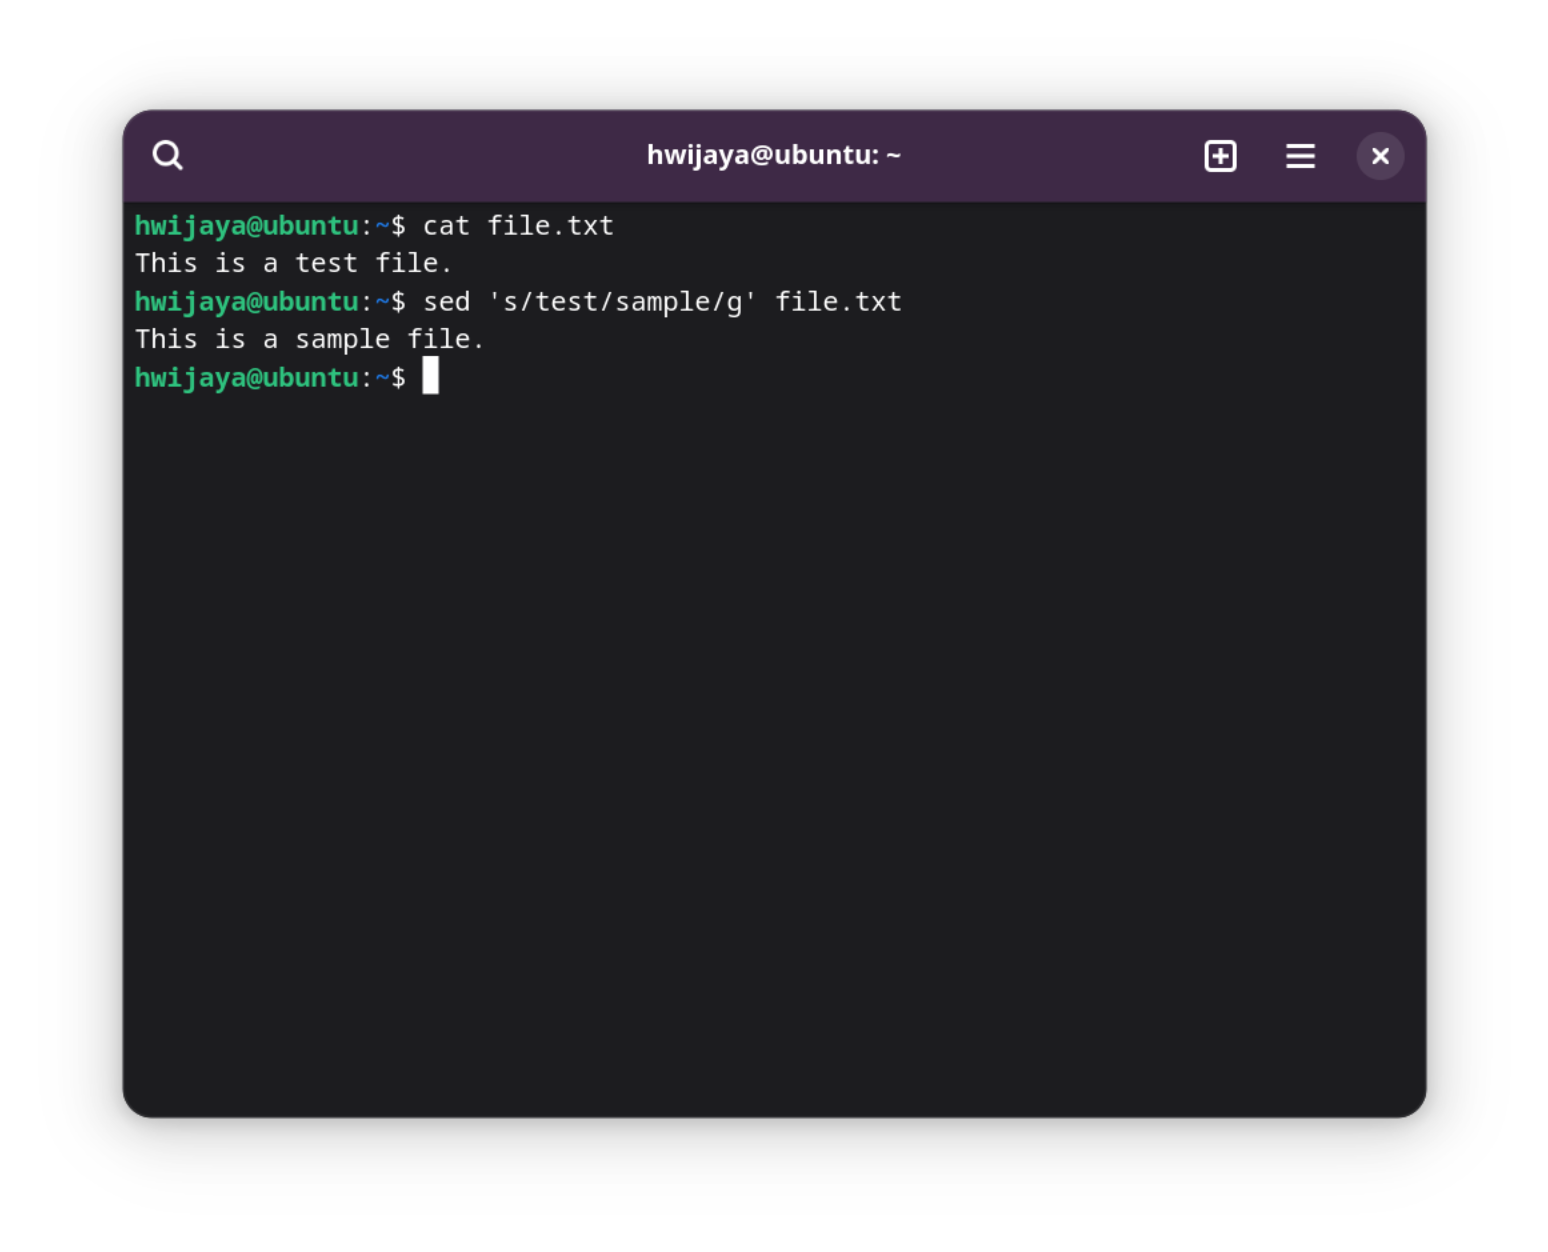 hwijaya@ubuntu: ~
hwijaya@ubuntu:~$ cat file.txt
This is a test file.
hwijaya@ubuntu:~$ sed 's/test/sample/g' file.txt
This is a sample file.
hwijaya@ubuntu:~$